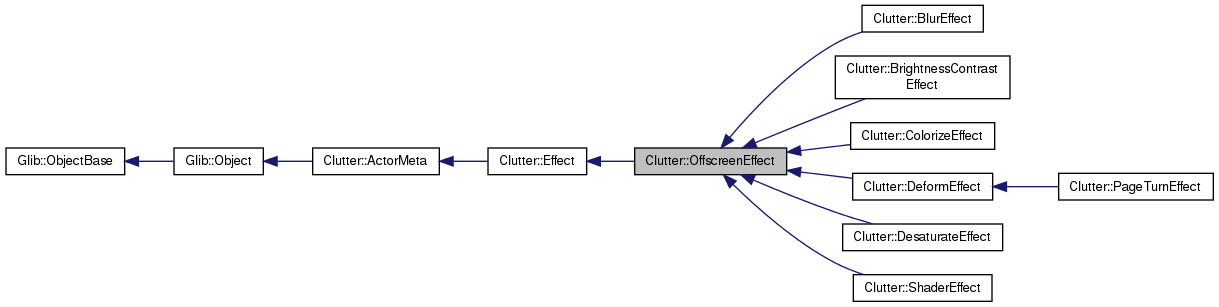 Clutter::BlurEffect
Clutter::BrightnessContrast
Effect
Clutter::ColorizeEffect
Glib::ObjectBase
Glib::Object
Clutter::ActorMeta
Clutter::Effect
Clutter::OffscreenEffect
Clutter::DeformEffect
Clutter::PageTurnEffect
Clutter::DesaturateEffect
Clutter::ShaderEffect